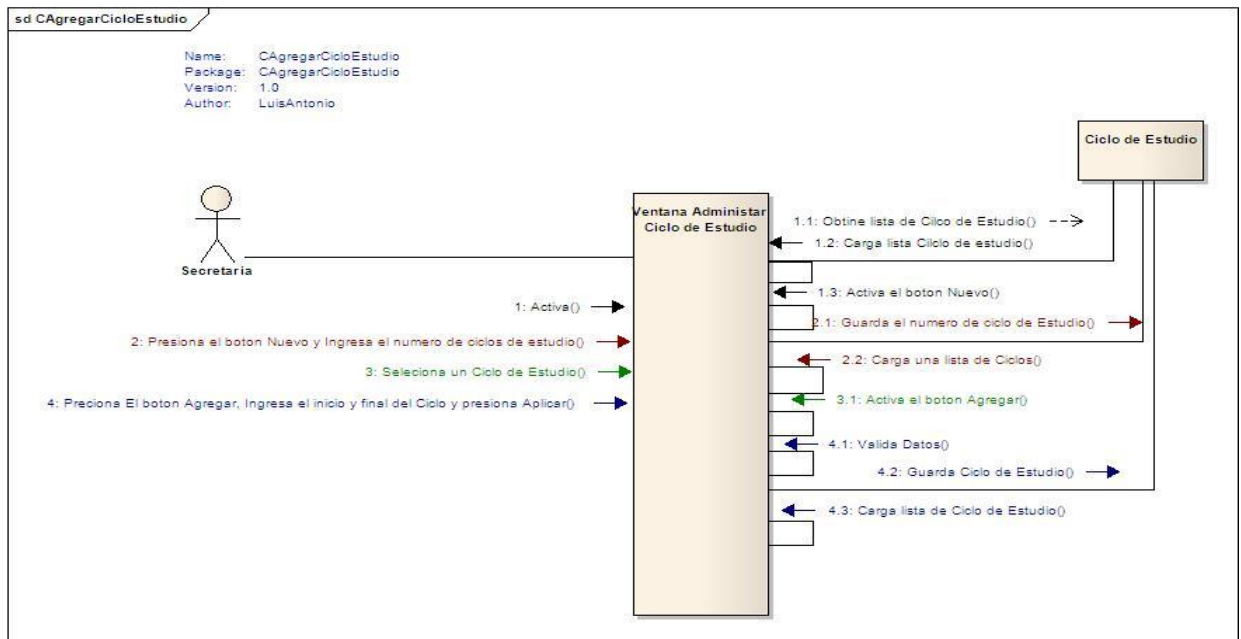 sd CAgregarCicloEstudio
Name: CAgregarCicloEstudio
Package: CAgregarCicloEstudio
Version: 1.0
Author: LuisAntonio
Ciclo de Estudio
Secretaria
Ventana Administar
Ciclo de Estudio
1.1: Obtine lista de Cilco de Estudio()
1.2: Carga lista Cilclo de estudio()
1.3: Activa el boton Nuevo()
1: Activa()
2.1: Guarda el numero de ciclo de Estudio()
2: Presiona el boton Nuevo y Ingresa el numero de ciclos de estudio()
2.2: Carga una lista de Ciclos()
3: Seleciona un Ciclo de Estudio()
3.1: Activa el boton Agregar()
4: Preciona El boton Agregar, Ingresa el inicio y final del Ciclo y presiona Aplicar()
4.1: Valida Datos()
4.2: Guarda Ciclo de Estudio()
4.3: Carga lista de Ciclo de Estudio()